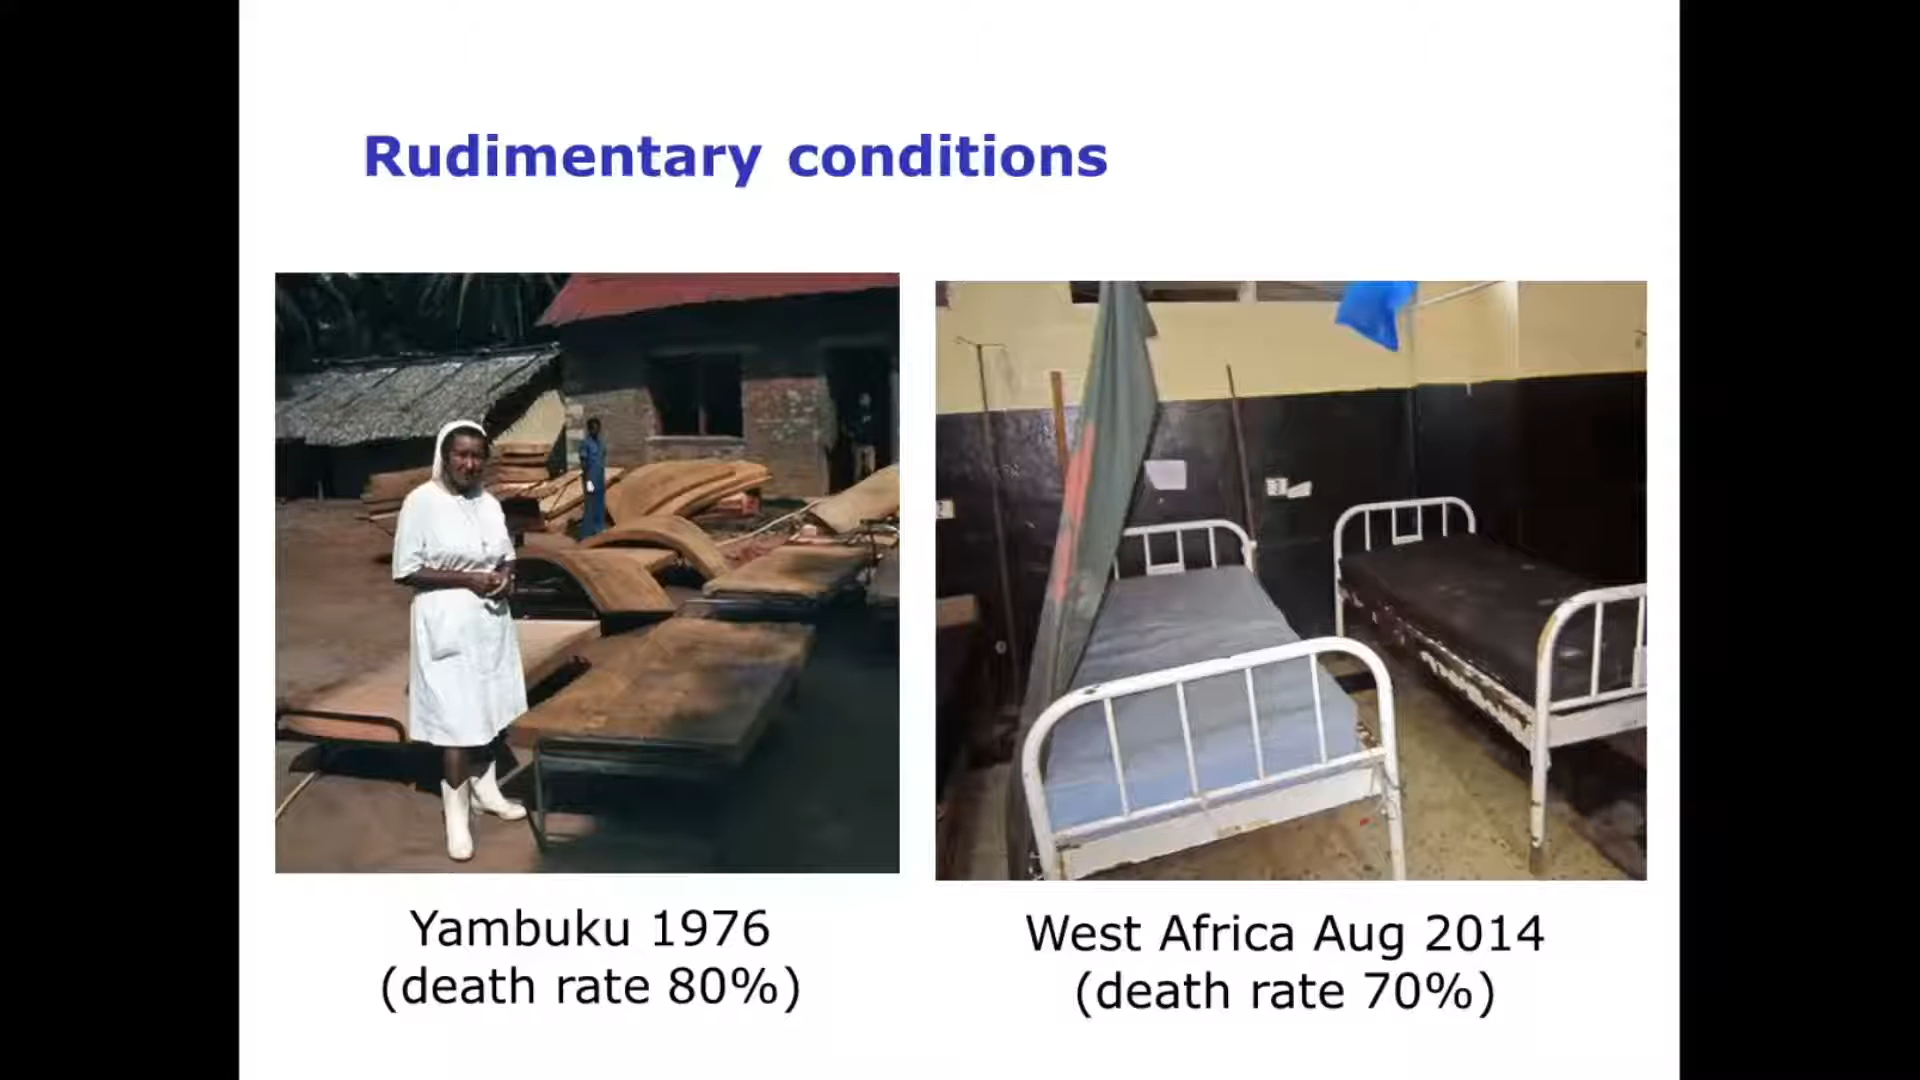 Rudimentary conditions
Yambuku 1976
(death rate 80%)
West Africa Aug 2014
(death rate 70%)